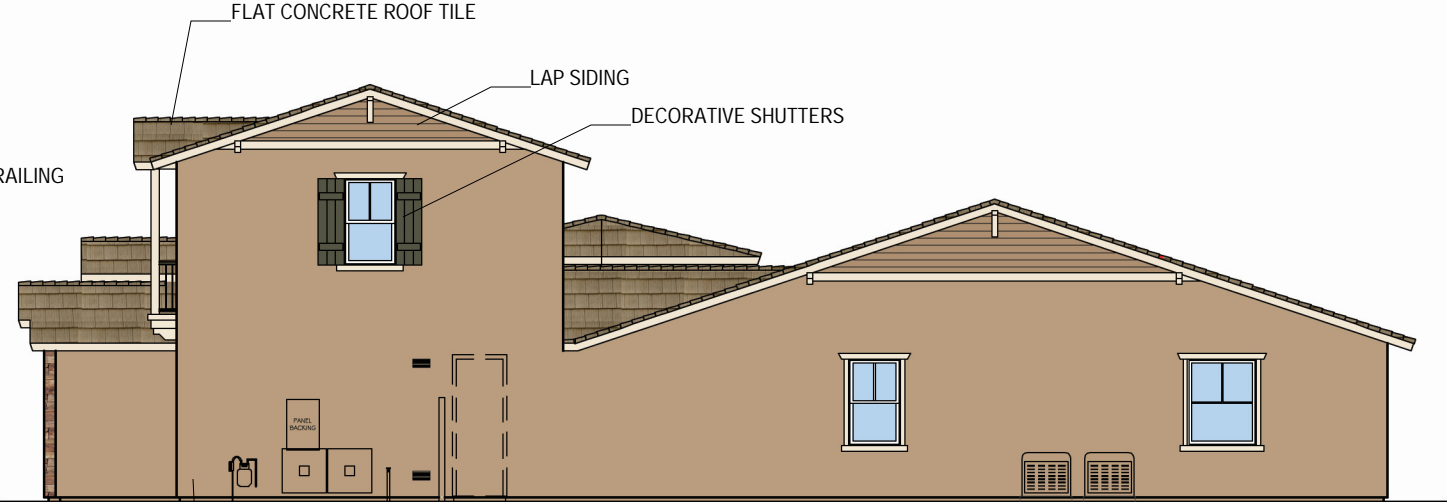 FLAT CONCRETE ROOF TILE
LAP SIDING
DECORATIVE SHUTTERS
RAILING
PANEL
BACKING